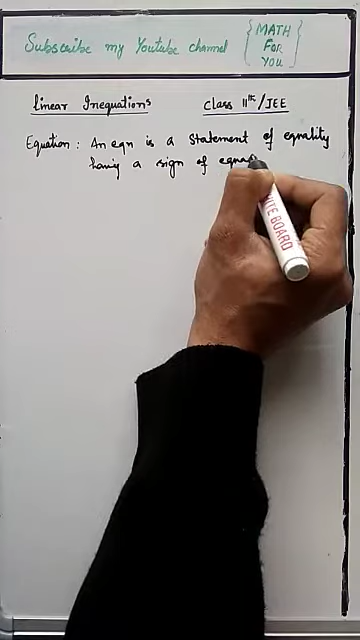 Subscribe my Youtube channel
MATH
FOR
YOU
Linear Inequations
Class 11th/JEE
Equation : An eqn is a statement of equality
having a sign of equa
WHITE BOARD